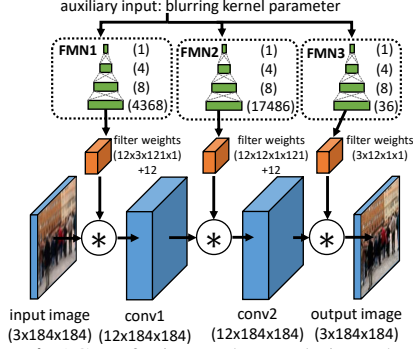 auxiliary input: blurring kernel parameter
FMN1 (1) FMN2 (1) FMN3 (1)
(4) (4) (4)
(8) (8) (8)
(4368) (17486) (36)
filter weights filter weights filter weights
(12x3x121x1) (12x12x1x121) (3x12x1x1)
+12 +12
* * *
input image conv1 conv2 output image
(3x184x184) (12x184x184) (12x184x184) (3x184x184)